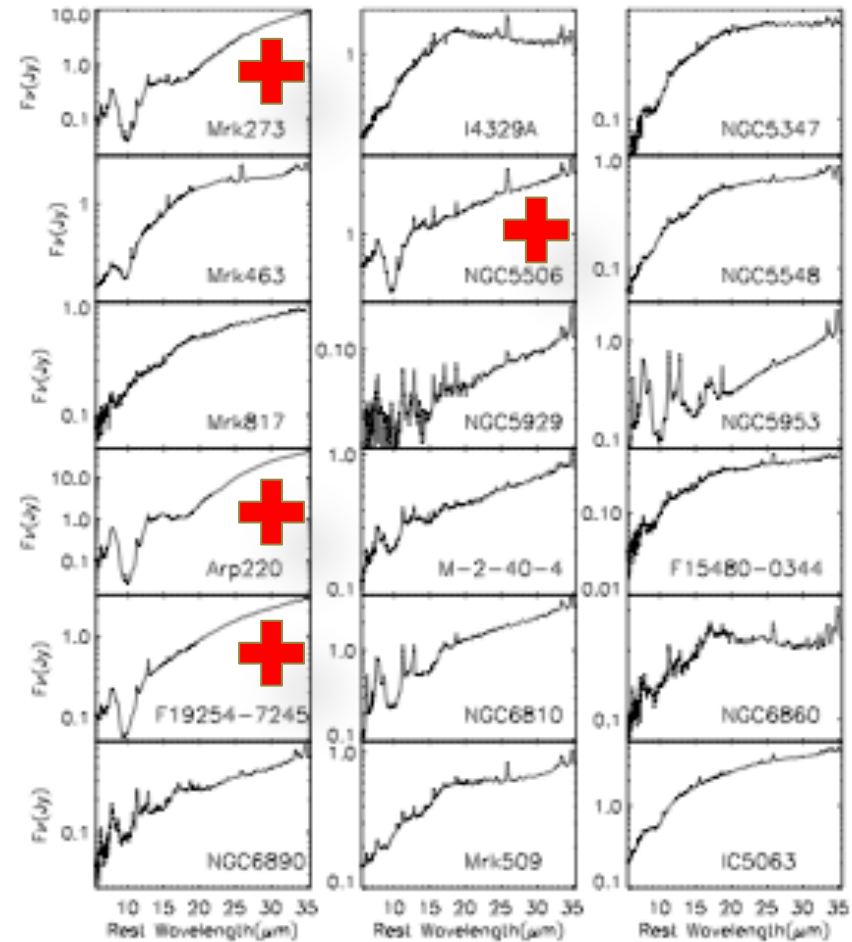 10.0
1.0
0.1
Fν(Jy)
Mrk273
1
I4329A
0.1
NGC5347
1
Fν(Jy)
Mrk463
1
NGC5506
1.0
0.1
NGC5548
1.0
0.1
Fν(Jy)
Mrk817
0.10
NGC5929
1.0
0.1
NGC5953
10.0
1.0
0.1
Fν(Jy)
Arp220
1.0
0.1
M-2-40-4
0.10
0.01
F15480-0344
1.0
0.1
Fν(Jy)
F19254-7245
1.0
0.1
NGC6810
0.1
NGC6860
0.1
Fν(Jy)
NGC6890
1.0
0.1
Mrk509
1.0
0.1
IC5063
10 15 20 25 30 35
Rest Wavelength(μm)
10 15 20 25 30 35
Rest Wavelength(μm)
10 15 20 25 30 35
Rest Wavelength(μm)